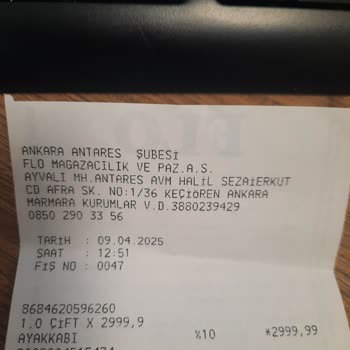 ANKARA ANTARES ŞUBESİ
FLO MAGAZACILIK VE PAZ.A.S.
AYVALI MH.ANTARES AVM HALİL SEZAİERKUT
CD AFRA SK. NO:1/36 KEÇİÖREN ANKARA
MARMARA KURUMLAR V.D.3880239429
0850 290 33 56
TARİH : 09.04.2025
SAAT : 12:51
FİŞ NO : 0047
8684620596260
1.0 ÇİFT X 2999,9
AYAKKABI %10 *2999,99